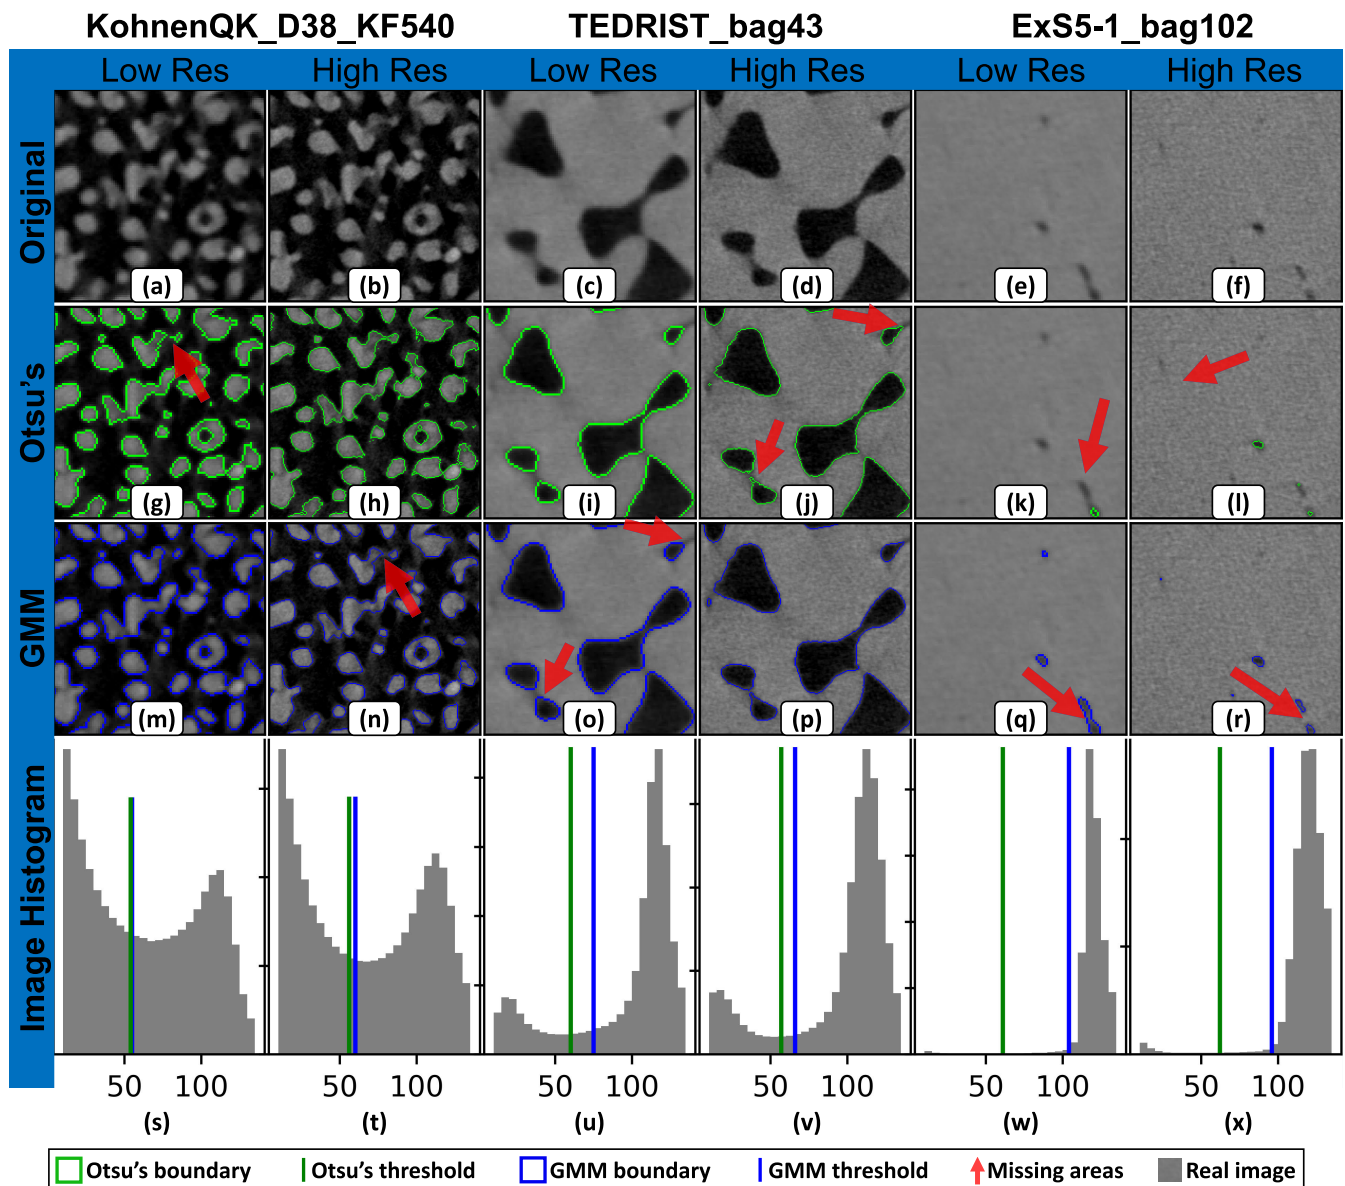 KohnenQK_D38_KF540 TEDRIST_bag43 ExS5-1_bag102
Low Res High Res Low Res High Res Low Res High Res
Original
(a) (b) (c) (d) (e) (f)
Otsu's
(g) (h) (i) (j) (k) (l)
GMM
(m) (n) (o) (p) (q) (r)
Image Histogram
50 100 50 100 50 100 50 100 50 100 50 100
(s) (t) (u) (v) (w) (x)
Otsu's boundary Otsu's threshold GMM boundary GMM threshold Missing areas Real image